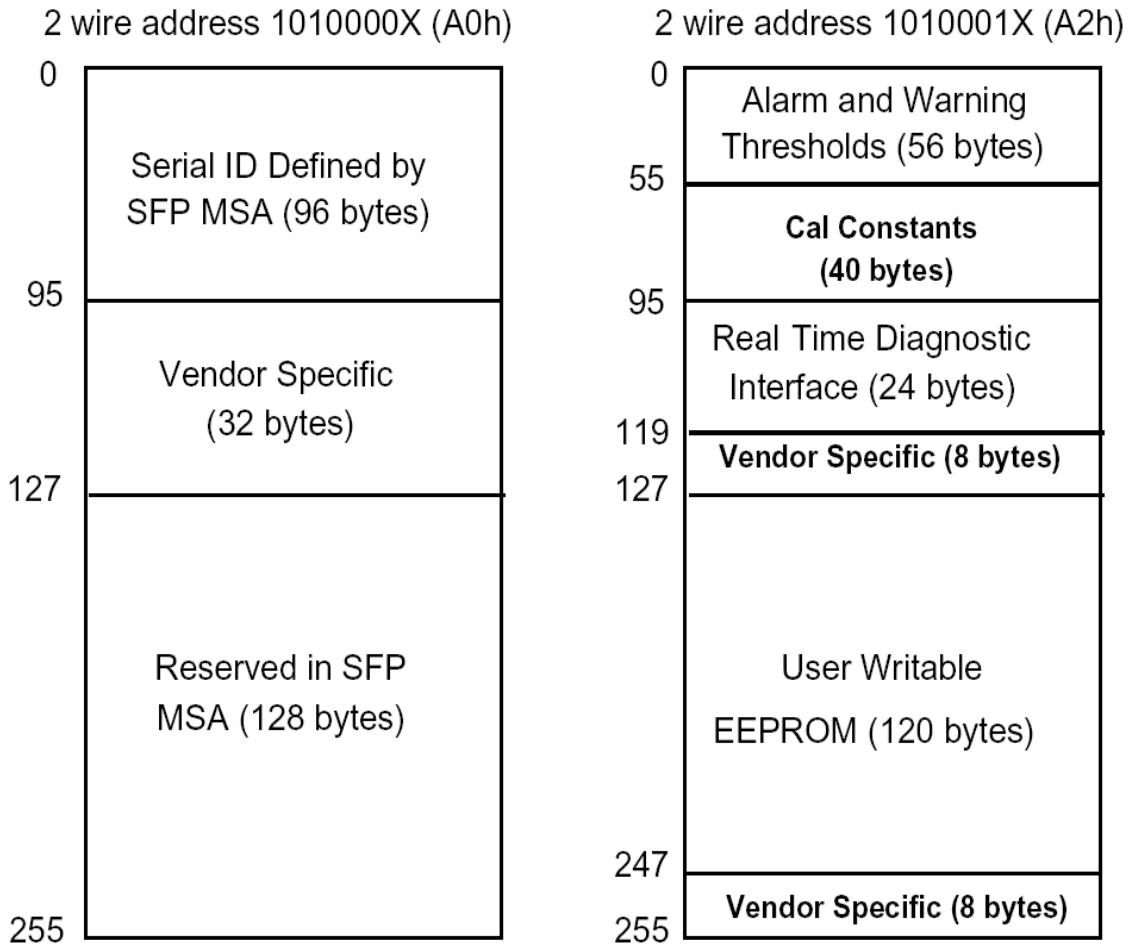 2 wire address 1010000X (A0h)
0
Serial ID Defined by
SFP MSA (96 bytes)
95
Vendor Specific
(32 bytes)
127
Reserved in SFP
MSA (128 bytes)
255
2 wire address 1010001X (A2h)
0
Alarm and Warning
Thresholds (56 bytes)
55
Cal Constants
(40 bytes)
95
Real Time Diagnostic
Interface (24 bytes)
119
Vendor Specific (8 bytes)
127
User Writable
EEPROM (120 bytes)
247
Vendor Specific (8 bytes)
255